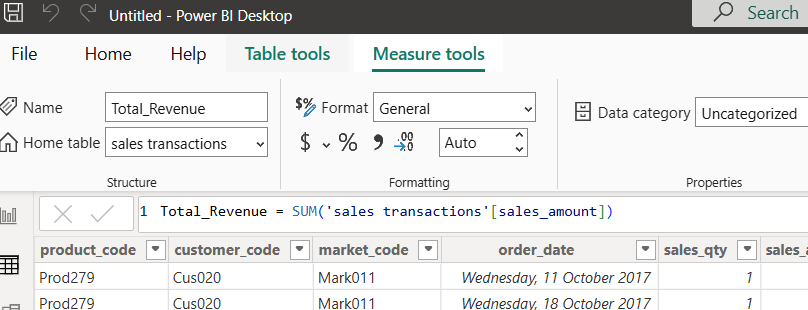 Untitled - Power BI Desktop
Search
File Home Help Table tools Measure tools
Name Total_Revenue
$% Format General
Data category Uncategorized
Home table sales transactions
$ % , .00 Auto
Structure Formatting Properties
1 Total_Revenue = SUM('sales transactions'[sales_amount])
product_code customer_code market_code order_date sales_qty sales_a
Prod279 Cus020 Mark011 Wednesday, 11 October 2017 1
Prod279 Cus020 Mark011 Wednesday, 18 October 2017 1